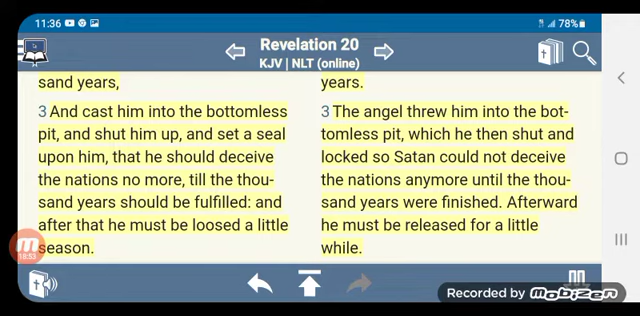 11:36
78%
Revelation 20
KJV | NLT (online)
sand years,
3 And cast him into the bottomless
pit, and shut him up, and set a seal
upon him, that he should deceive
the nations no more, till the thou-
sand years should be fulfilled: and
after that he must be loosed a little
season.
years.
3 The angel threw him into the bot-
tomless pit, which he then shut and
locked so Satan could not deceive
the nations anymore until the thou-
sand years were finished. Afterward
he must be released for a little
while.
18:53
Recorded by mobizen